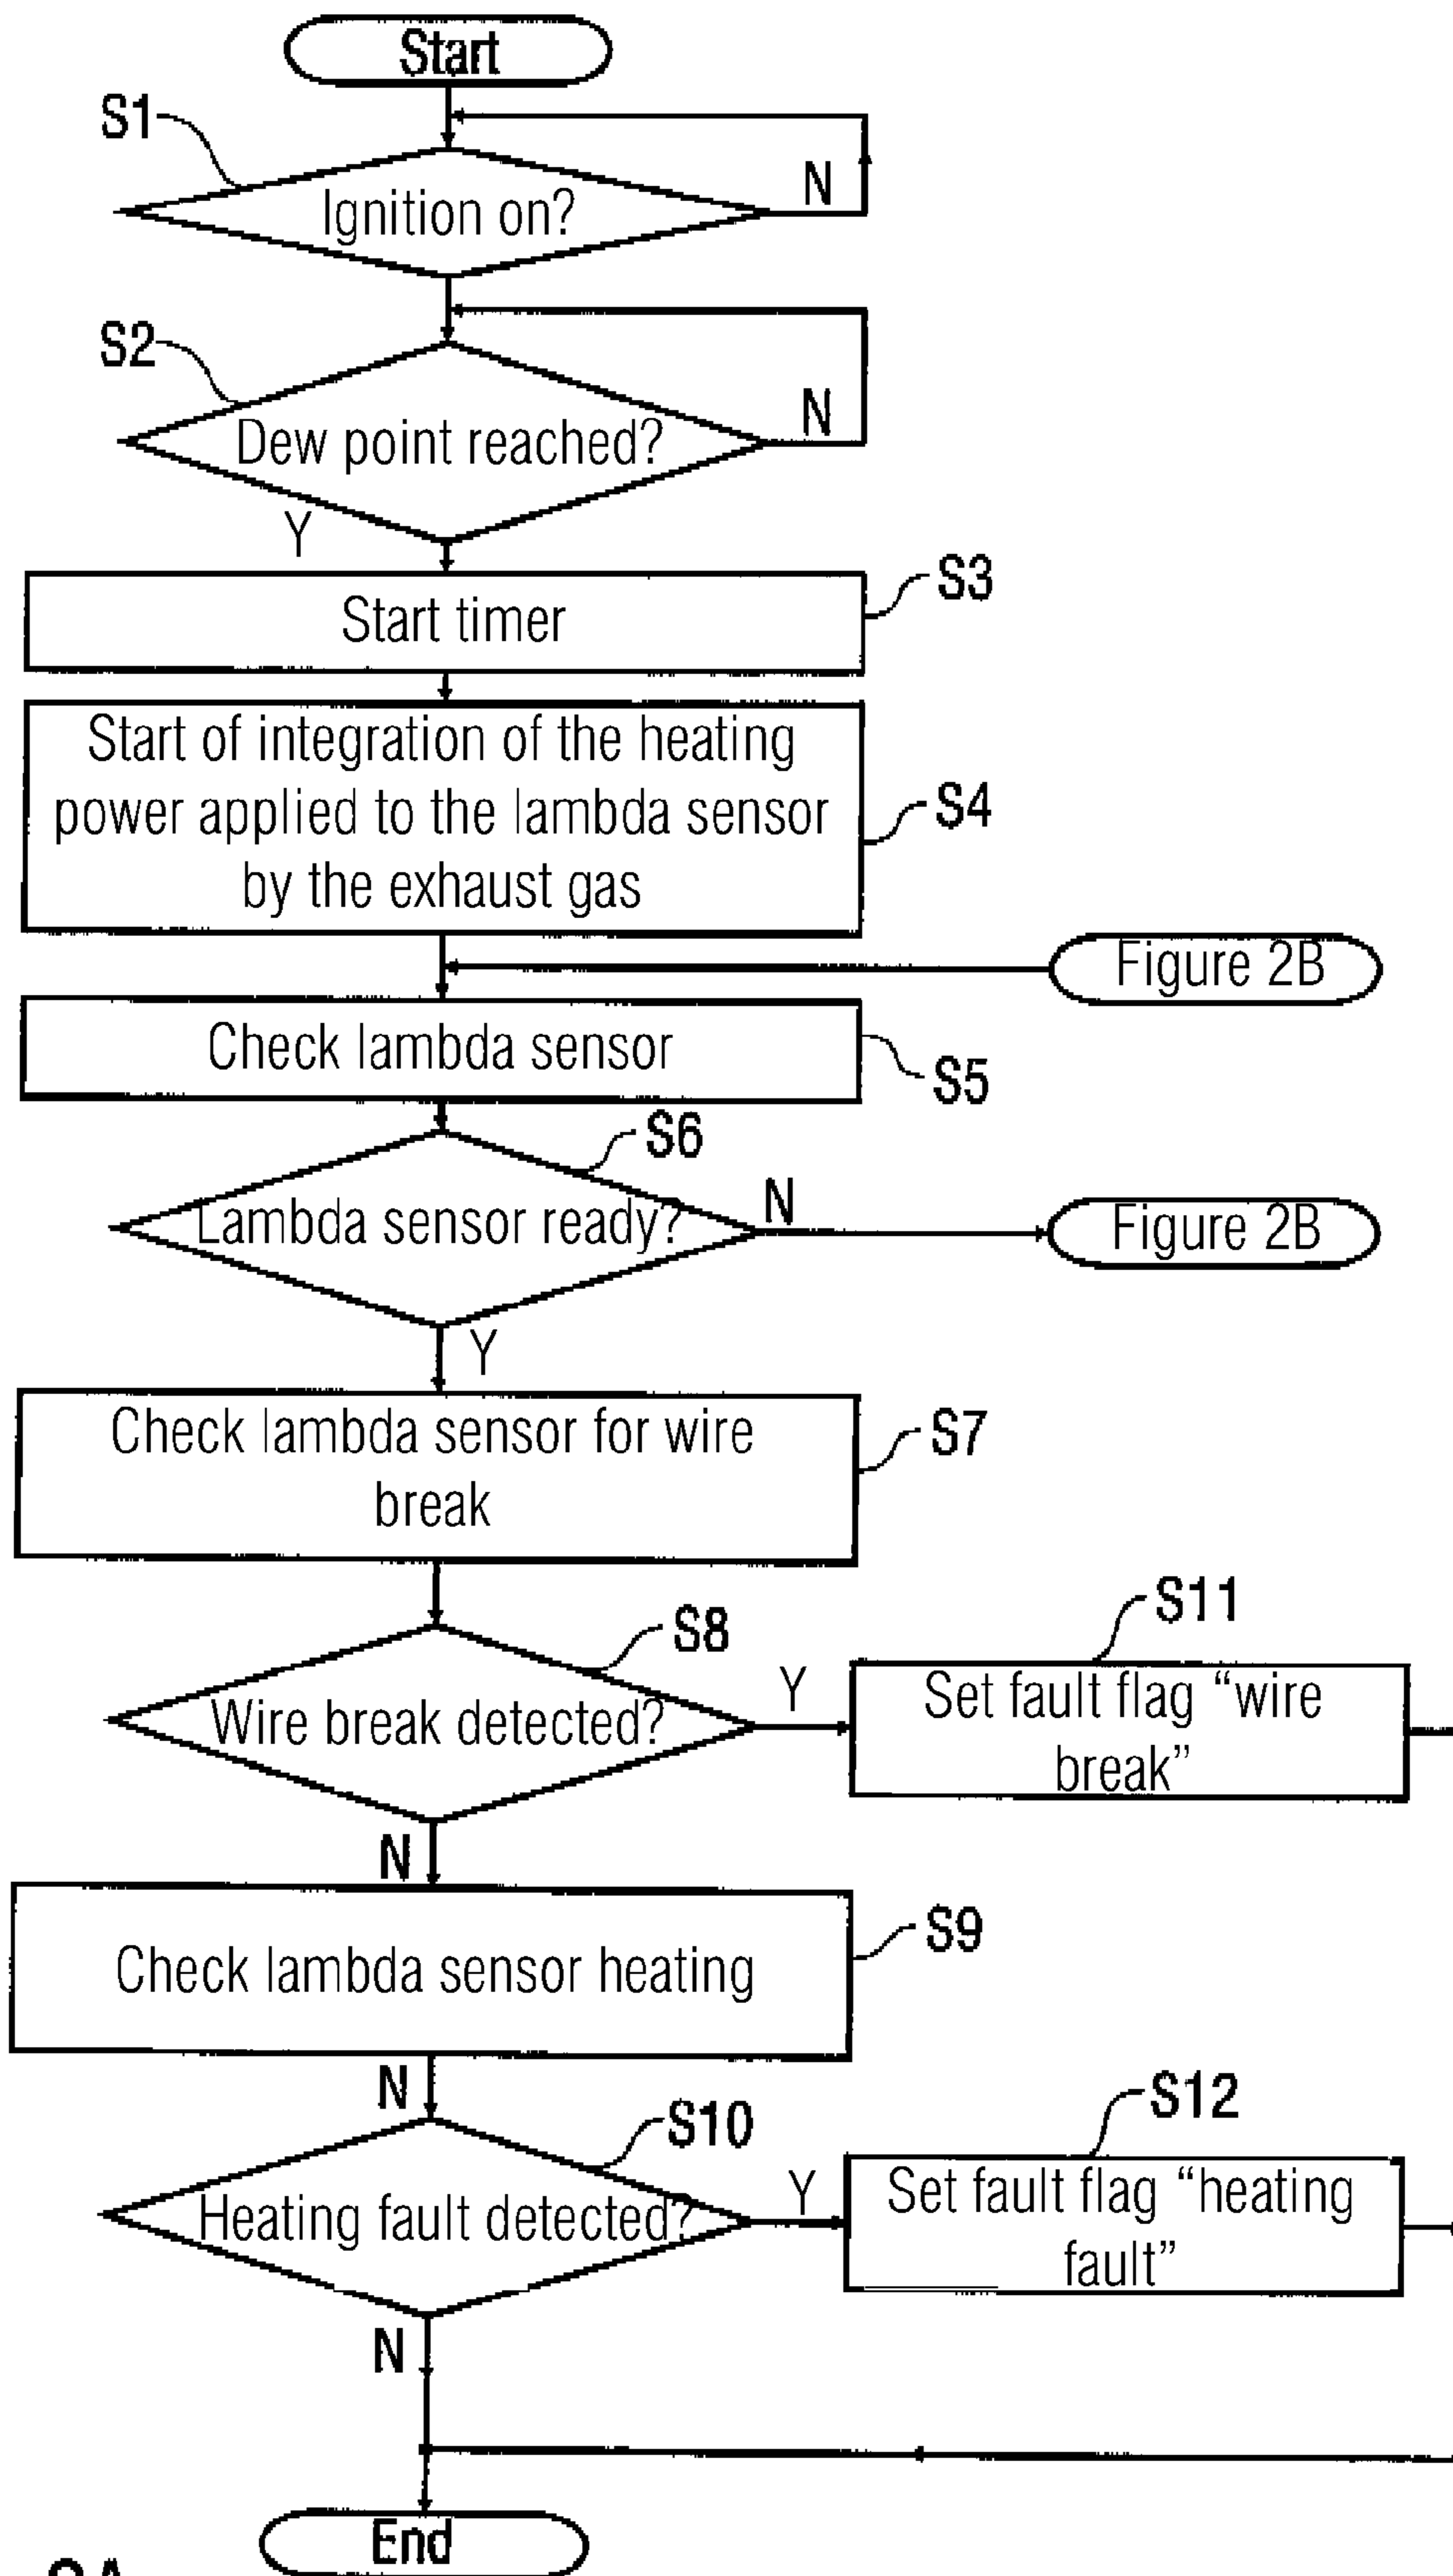 Start
S1
N
Ignition on?
S2
N
Dew point reached?
Y
S3
Start timer
Start of integration of the heating
power applied to the lambda sensor
by the exhaust gas
S4
Figure 2B
Check lambda sensor
S5
S6
Lambda sensor ready?
N
Figure 2B
Y
Check lambda sensor for wire
break
S7
S8
S11
Wire break detected?
Y
Set fault flag “wire
break”
N
S9
Check lambda sensor heating
N
S10
S12
Heating fault detected?
Y
Set fault flag “heating
fault”
N
End